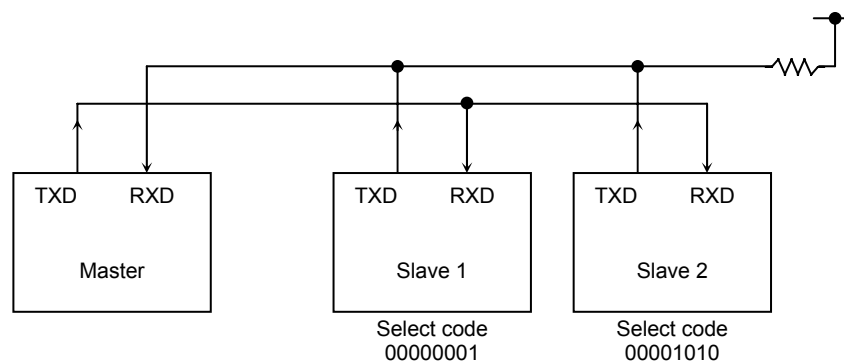 TXD RXD TXD RXD TXD RXD
Master Slave 1 Slave 2
Select code Select code
00000001 00001010